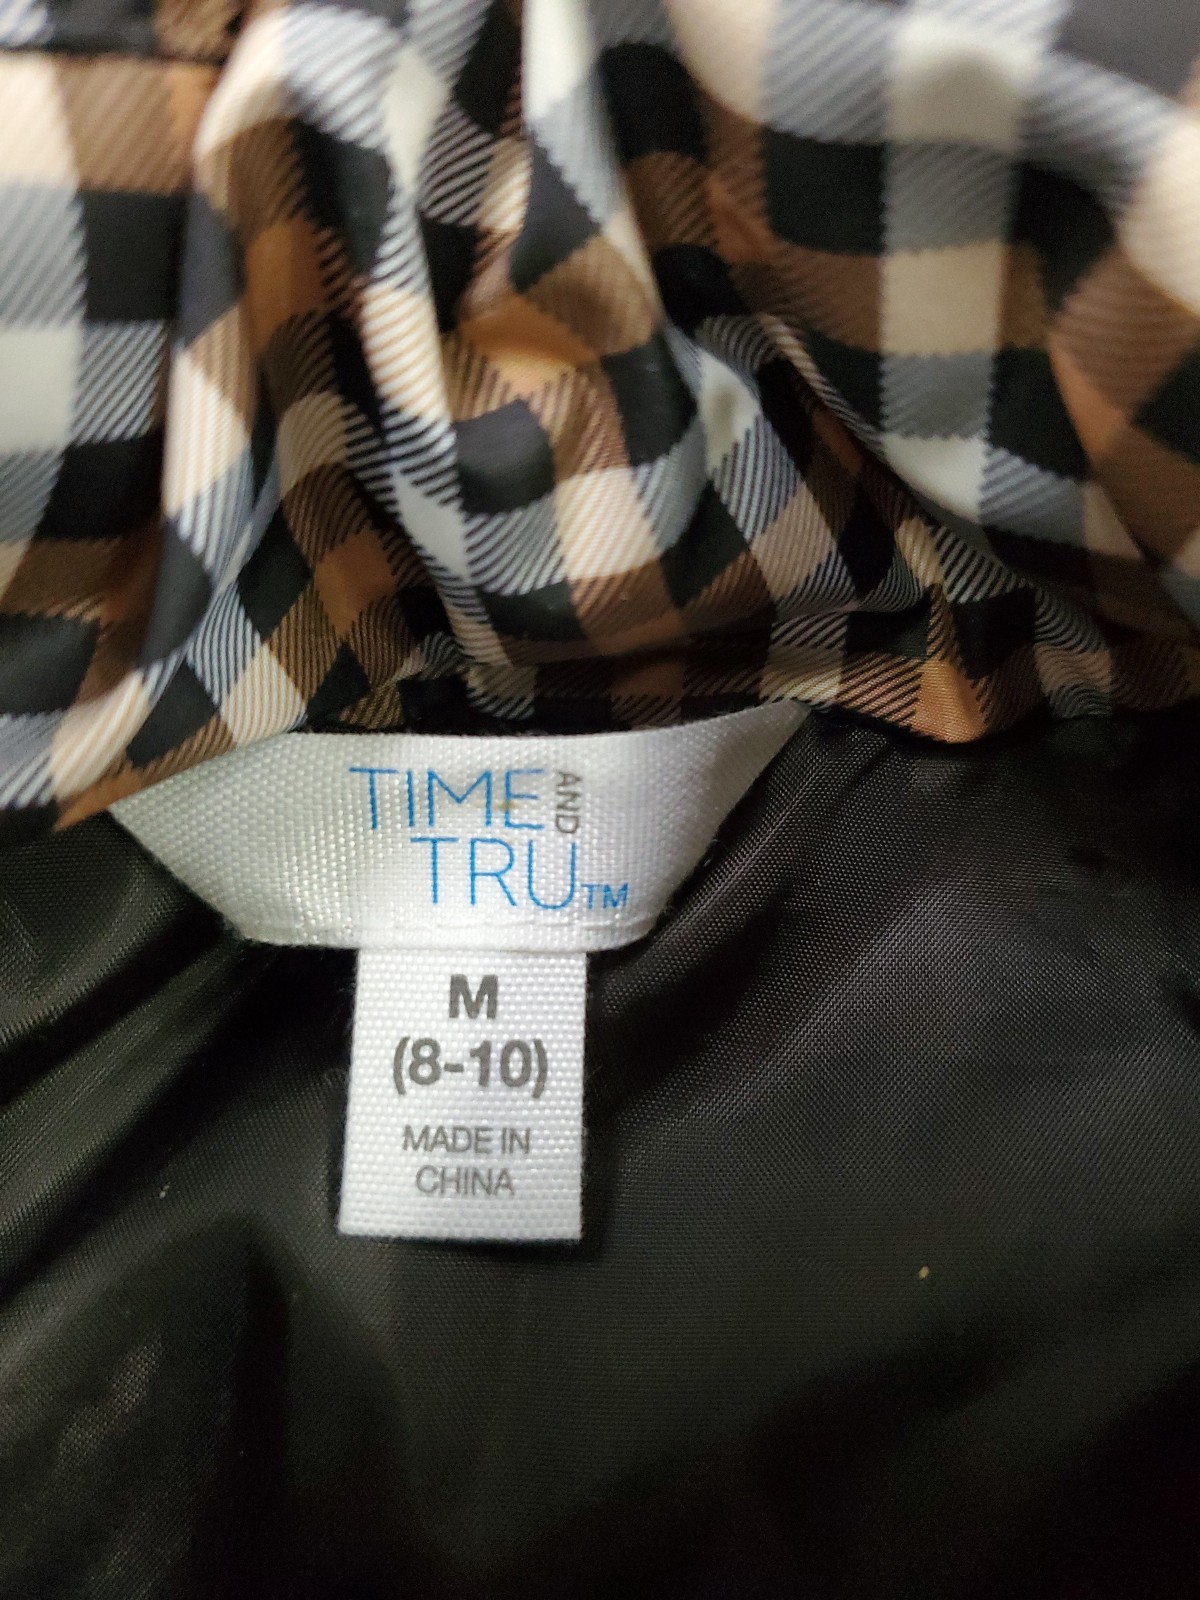 TIME AND
TRU™
M
(8-10)
MADE IN
CHINA